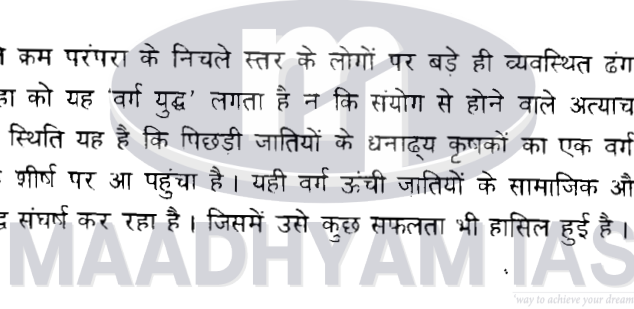 क्रम परंपरा के निचले स्तर के लोगों पर बड़े ही व्यवस्थित ढंग
हा को यह 'वर्ग युद्ध' लगता है न कि संयोग से होने वाले अत्याच
स्थिति यह है कि पिछड़ी जातियों के धनाढ्य कृषकों का एक वर्ग
शीर्ष पर आ पहुंचा है। यही वर्ग ऊंची जातियों के सामाजिक औ
संघर्ष कर रहा है। जिसमें उसे कुछ सफलता भी हासिल हुई है।
MAADHYAM IAS
'way to achieve your dream